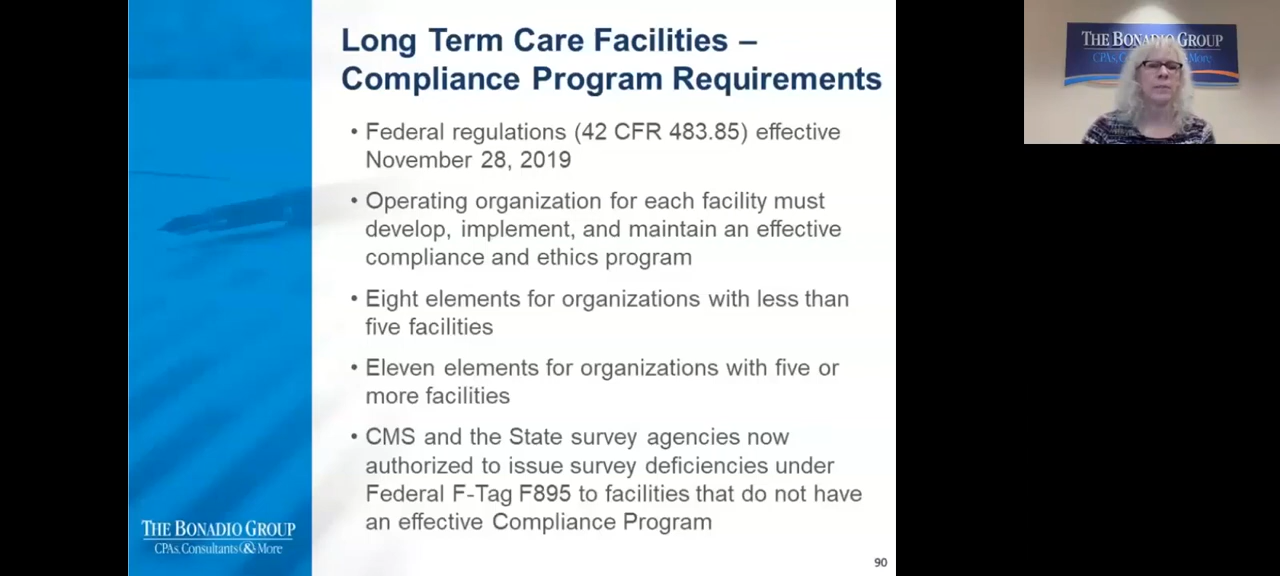 Long Term Care Facilities –
Compliance Program Requirements
• Federal regulations (42 CFR 483.85) effective
November 28, 2019
• Operating organization for each facility must
develop, implement, and maintain an effective
compliance and ethics program
• Eight elements for organizations with less than
five facilities
• Eleven elements for organizations with five or
more facilities
• CMS and the State survey agencies now
authorized to issue survey deficiencies under
Federal F-Tag F895 to facilities that do not have
an effective Compliance Program
THE BONADIO GROUP
CPAs, Consultants & More
90
THE BONADIO GROUP
CPAs, More